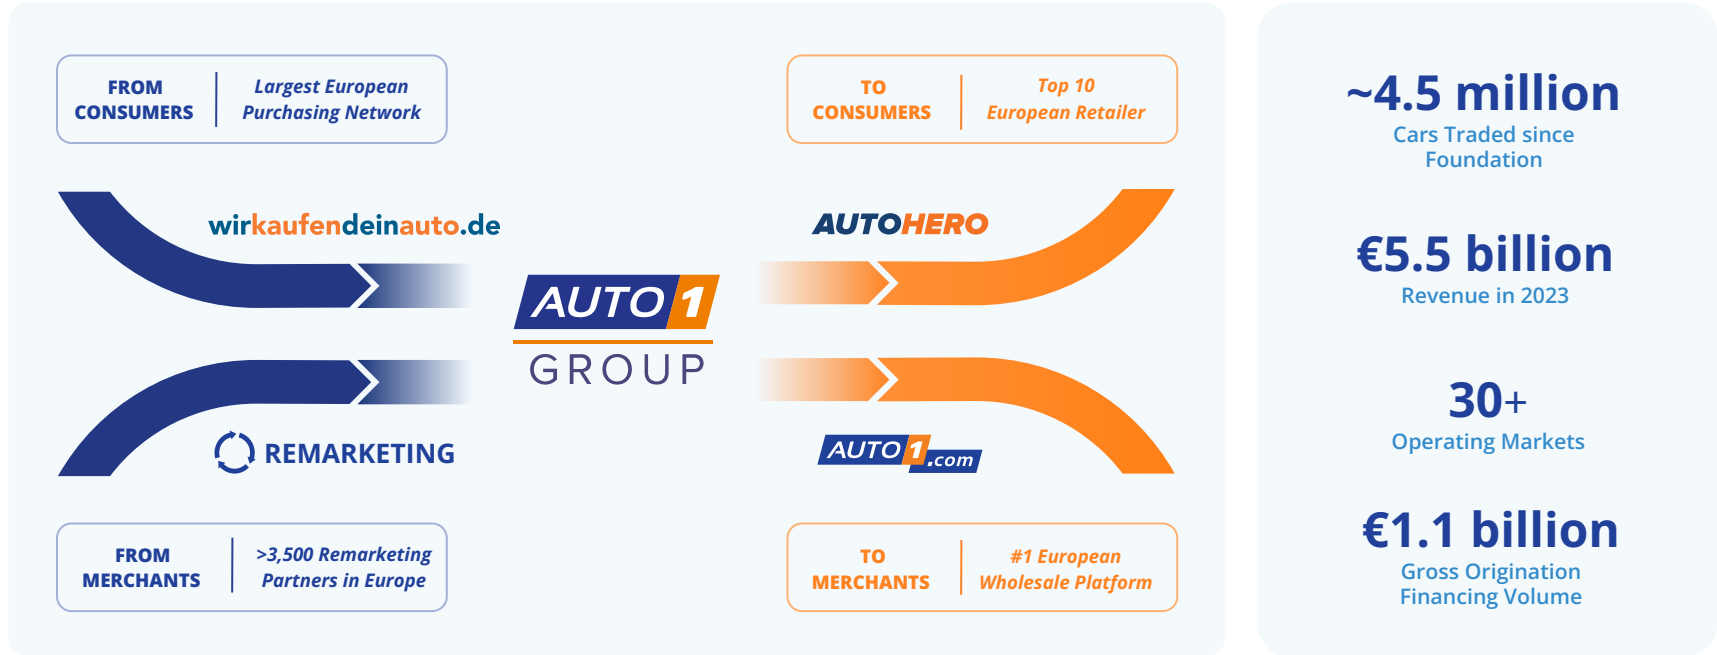 FROM
CONSUMERS
Largest European
Purchasing Network
TO
CONSUMERS
Top 10
European Retailer
wirkaufendeinauto.de
AUTOHERO
AUTO1
GROUP
REMARKETING
AUTO1.com
FROM
MERCHANTS
>3,500 Remarketing
Partners in Europe
TO
MERCHANTS
#1 European
Wholesale Platform
~4.5 million
Cars Traded since
Foundation
€5.5 billion
Revenue in 2023
30+
Operating Markets
€1.1 billion
Gross Origination
Financing Volume